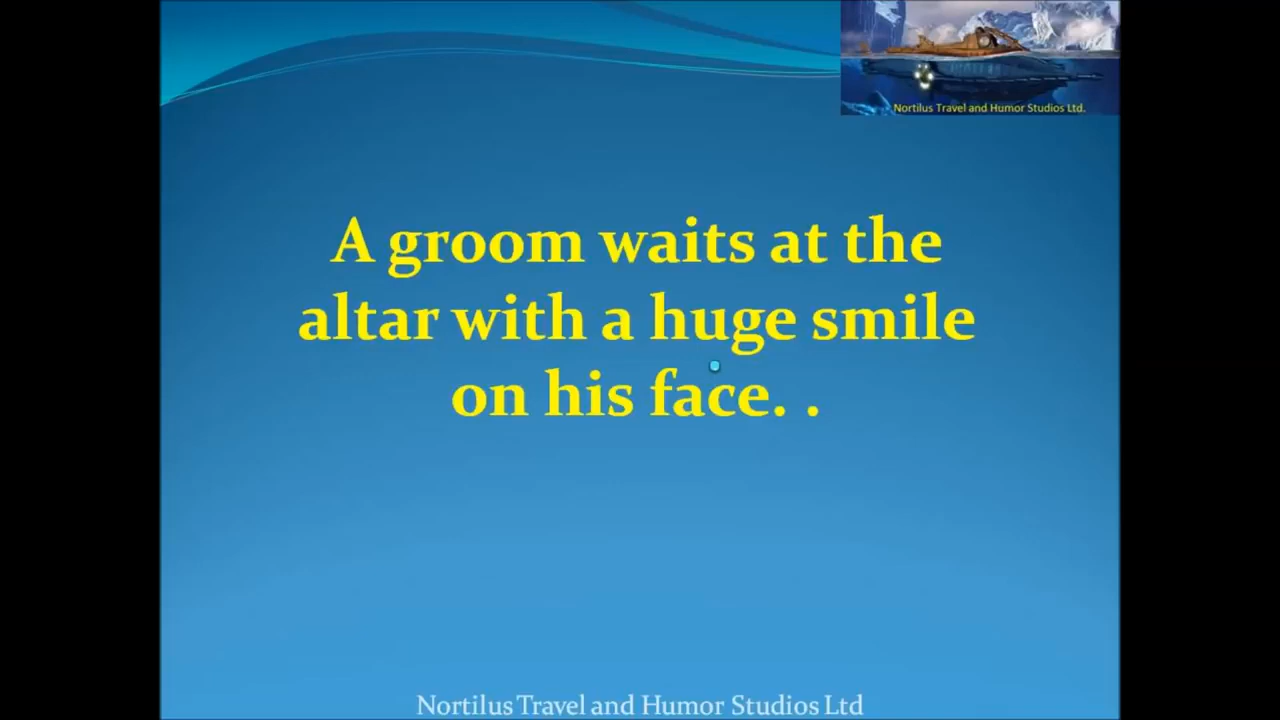 Nortilus Travel and Humor Studios Ltd.
A groom waits at the
altar with a huge smile
on his face. .
Nortilus Travel and Humor Studios Ltd